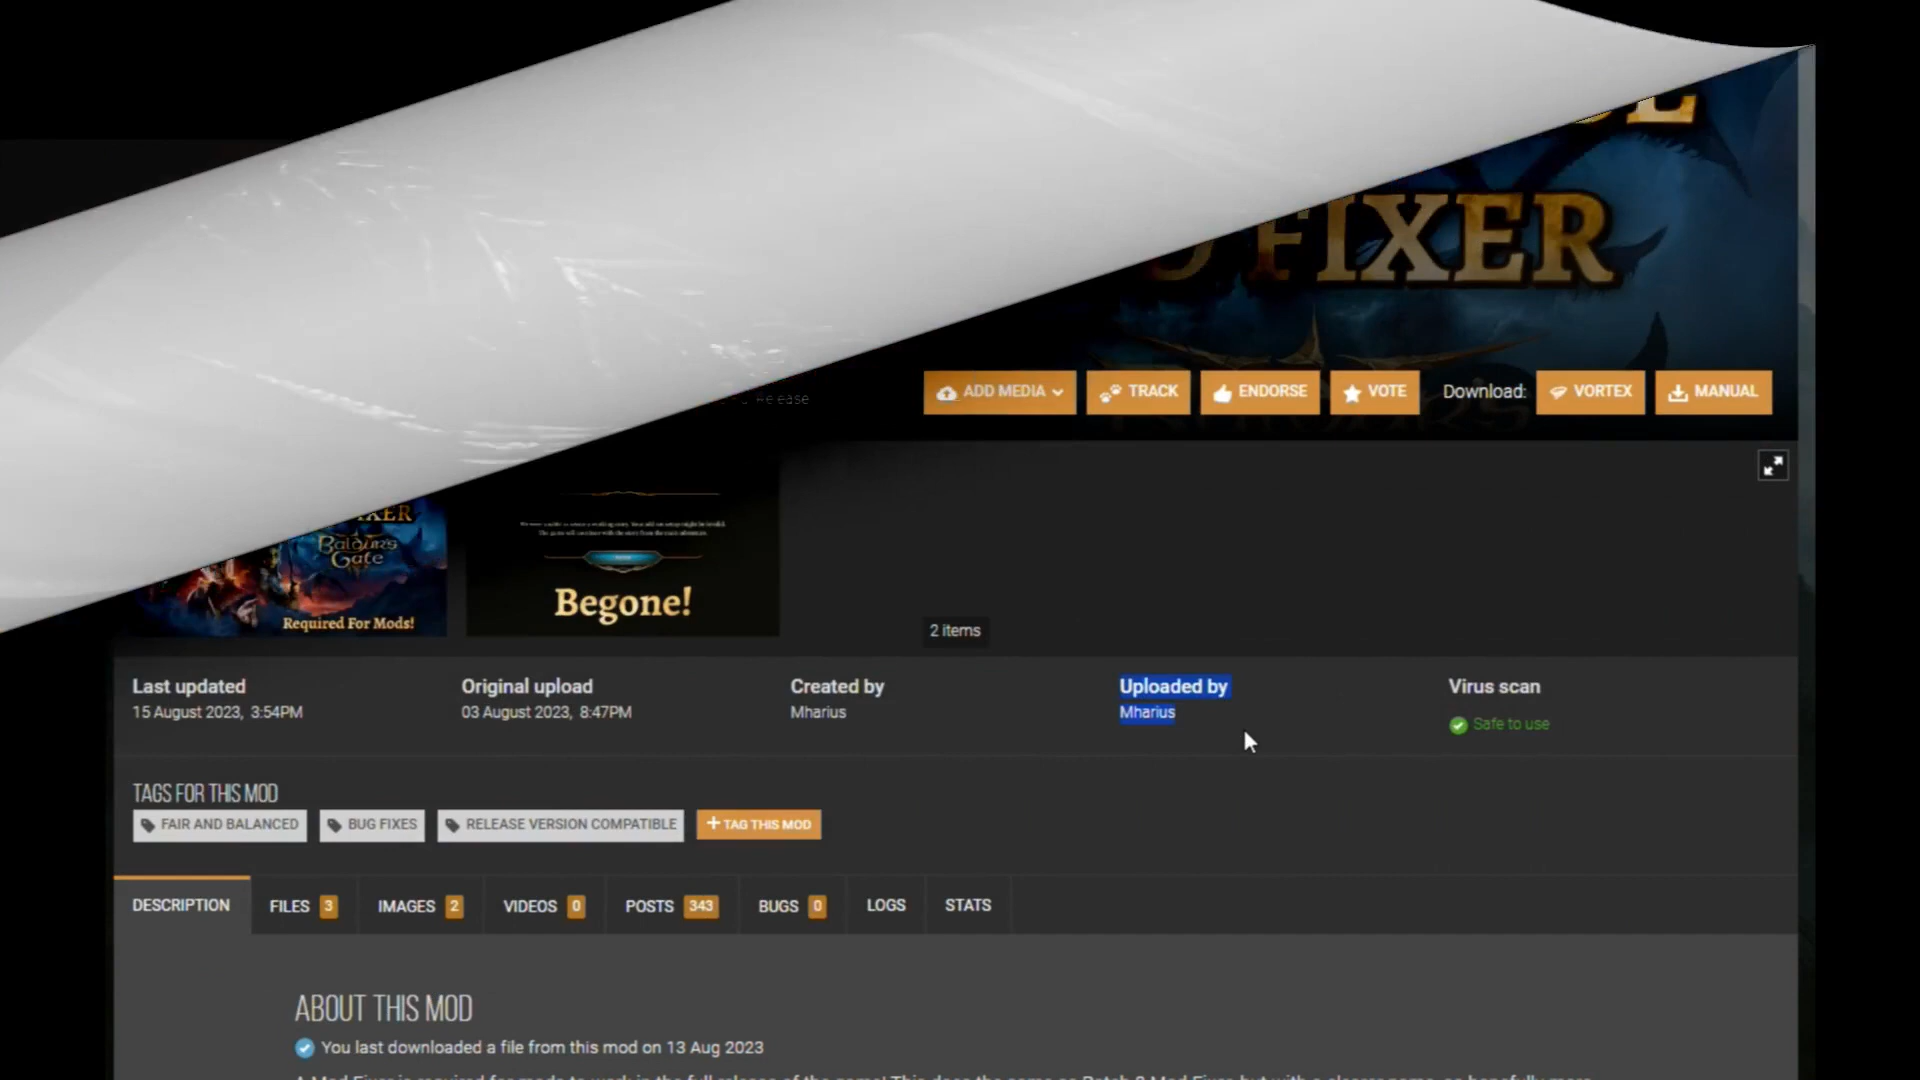 FIXER
Release
ADD MEDIA
TRACK
ENDORSE
VOTE
Download:
VORTEX
MANUAL
Baldur's
Gate
Required For Mods!
Begone!
2 items
Last updated
15 August 2023, 3:54PM
Original upload
03 August 2023, 8:47PM
Created by
Mharius
Uploaded by
Mharius
Virus scan
Safe to use
TAGS FOR THIS MOD
FAIR AND BALANCED
BUG FIXES
RELEASE VERSION COMPATIBLE
+ TAG THIS MOD
DESCRIPTION
FILES 3
IMAGES 2
VIDEOS 0
POSTS 343
BUGS 0
LOGS
STATS
ABOUT THIS MOD
You last downloaded a file from this mod on 13 Aug 2023